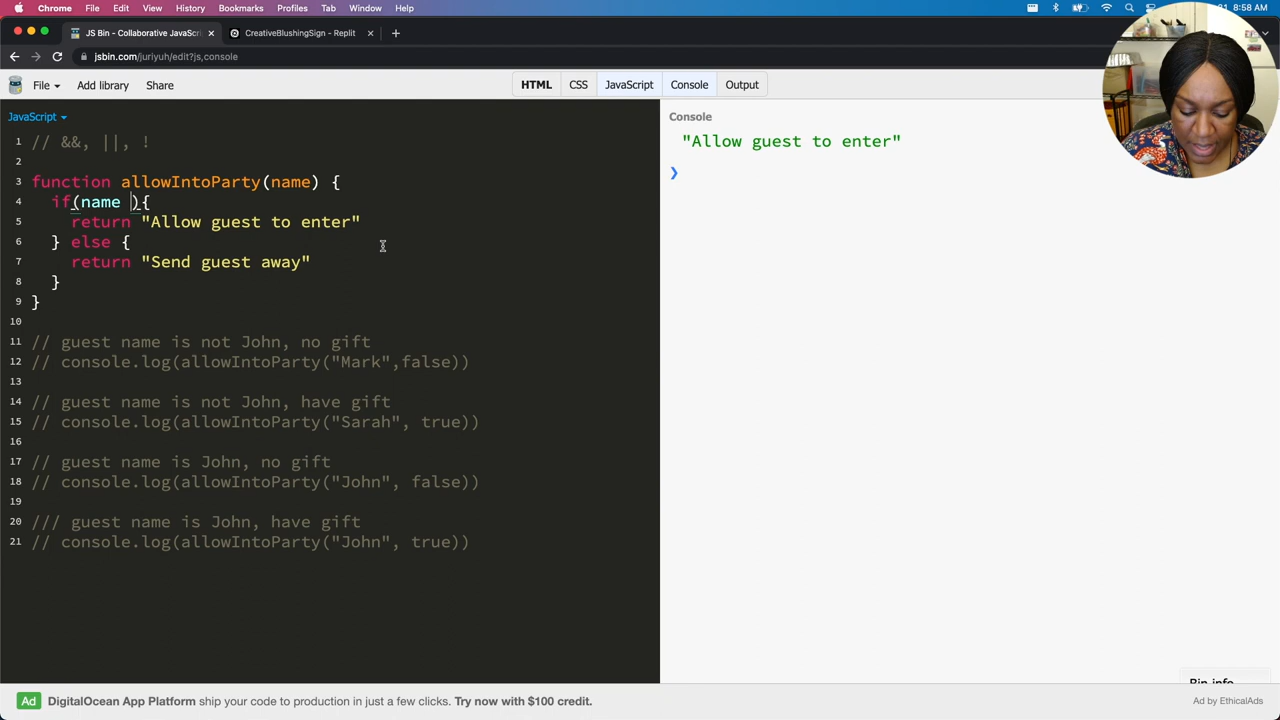 Chrome File Edit View History Bookmarks Profiles Tab Window Help
8:58 AM
JS Bin - Collaborative JavaScri
CreativeBlushingSign - Replit
jsbin.com/juriyuh/edit?js,console
File Add library Share
HTML CSS JavaScript Console Output
JavaScript
1 // &&, ||, !
2
3 function allowIntoParty(name) {
4 if(name ){
5 return "Allow guest to enter"
6 } else {
7 return "Send guest away"
8 }
9 }
10
11 // guest name is not John, no gift
12 // console.log(allowIntoParty("Mark",false))
13
14 // guest name is not John, have gift
15 // console.log(allowIntoParty("Sarah", true))
16
17 // guest name is John, no gift
18 // console.log(allowIntoParty("John", false))
19
20 /// guest name is John, have gift
21 // console.log(allowIntoParty("John", true))
Console
"Allow guest to enter"
❯
Bin info
Ad DigitalOcean App Platform ship your code to production in just a few clicks. Try now with $100 credit.
Ad by EthicalAds